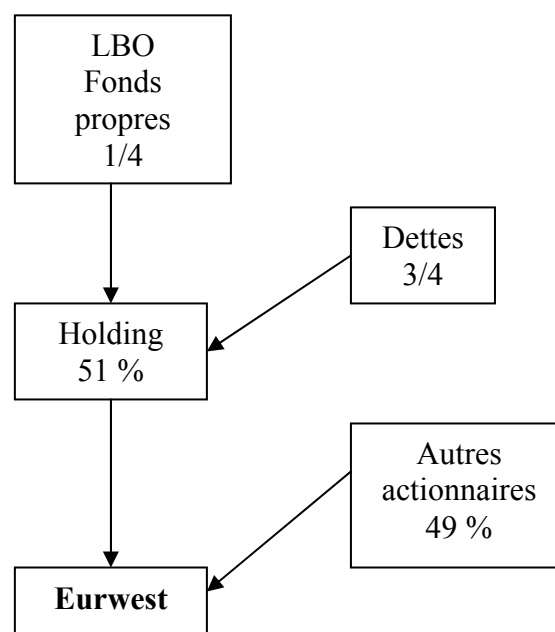 LBO
Fonds
propres
1/4
Dettes
3/4
Holding
51 %
Autres
actionnaires
49 %
Eurwest